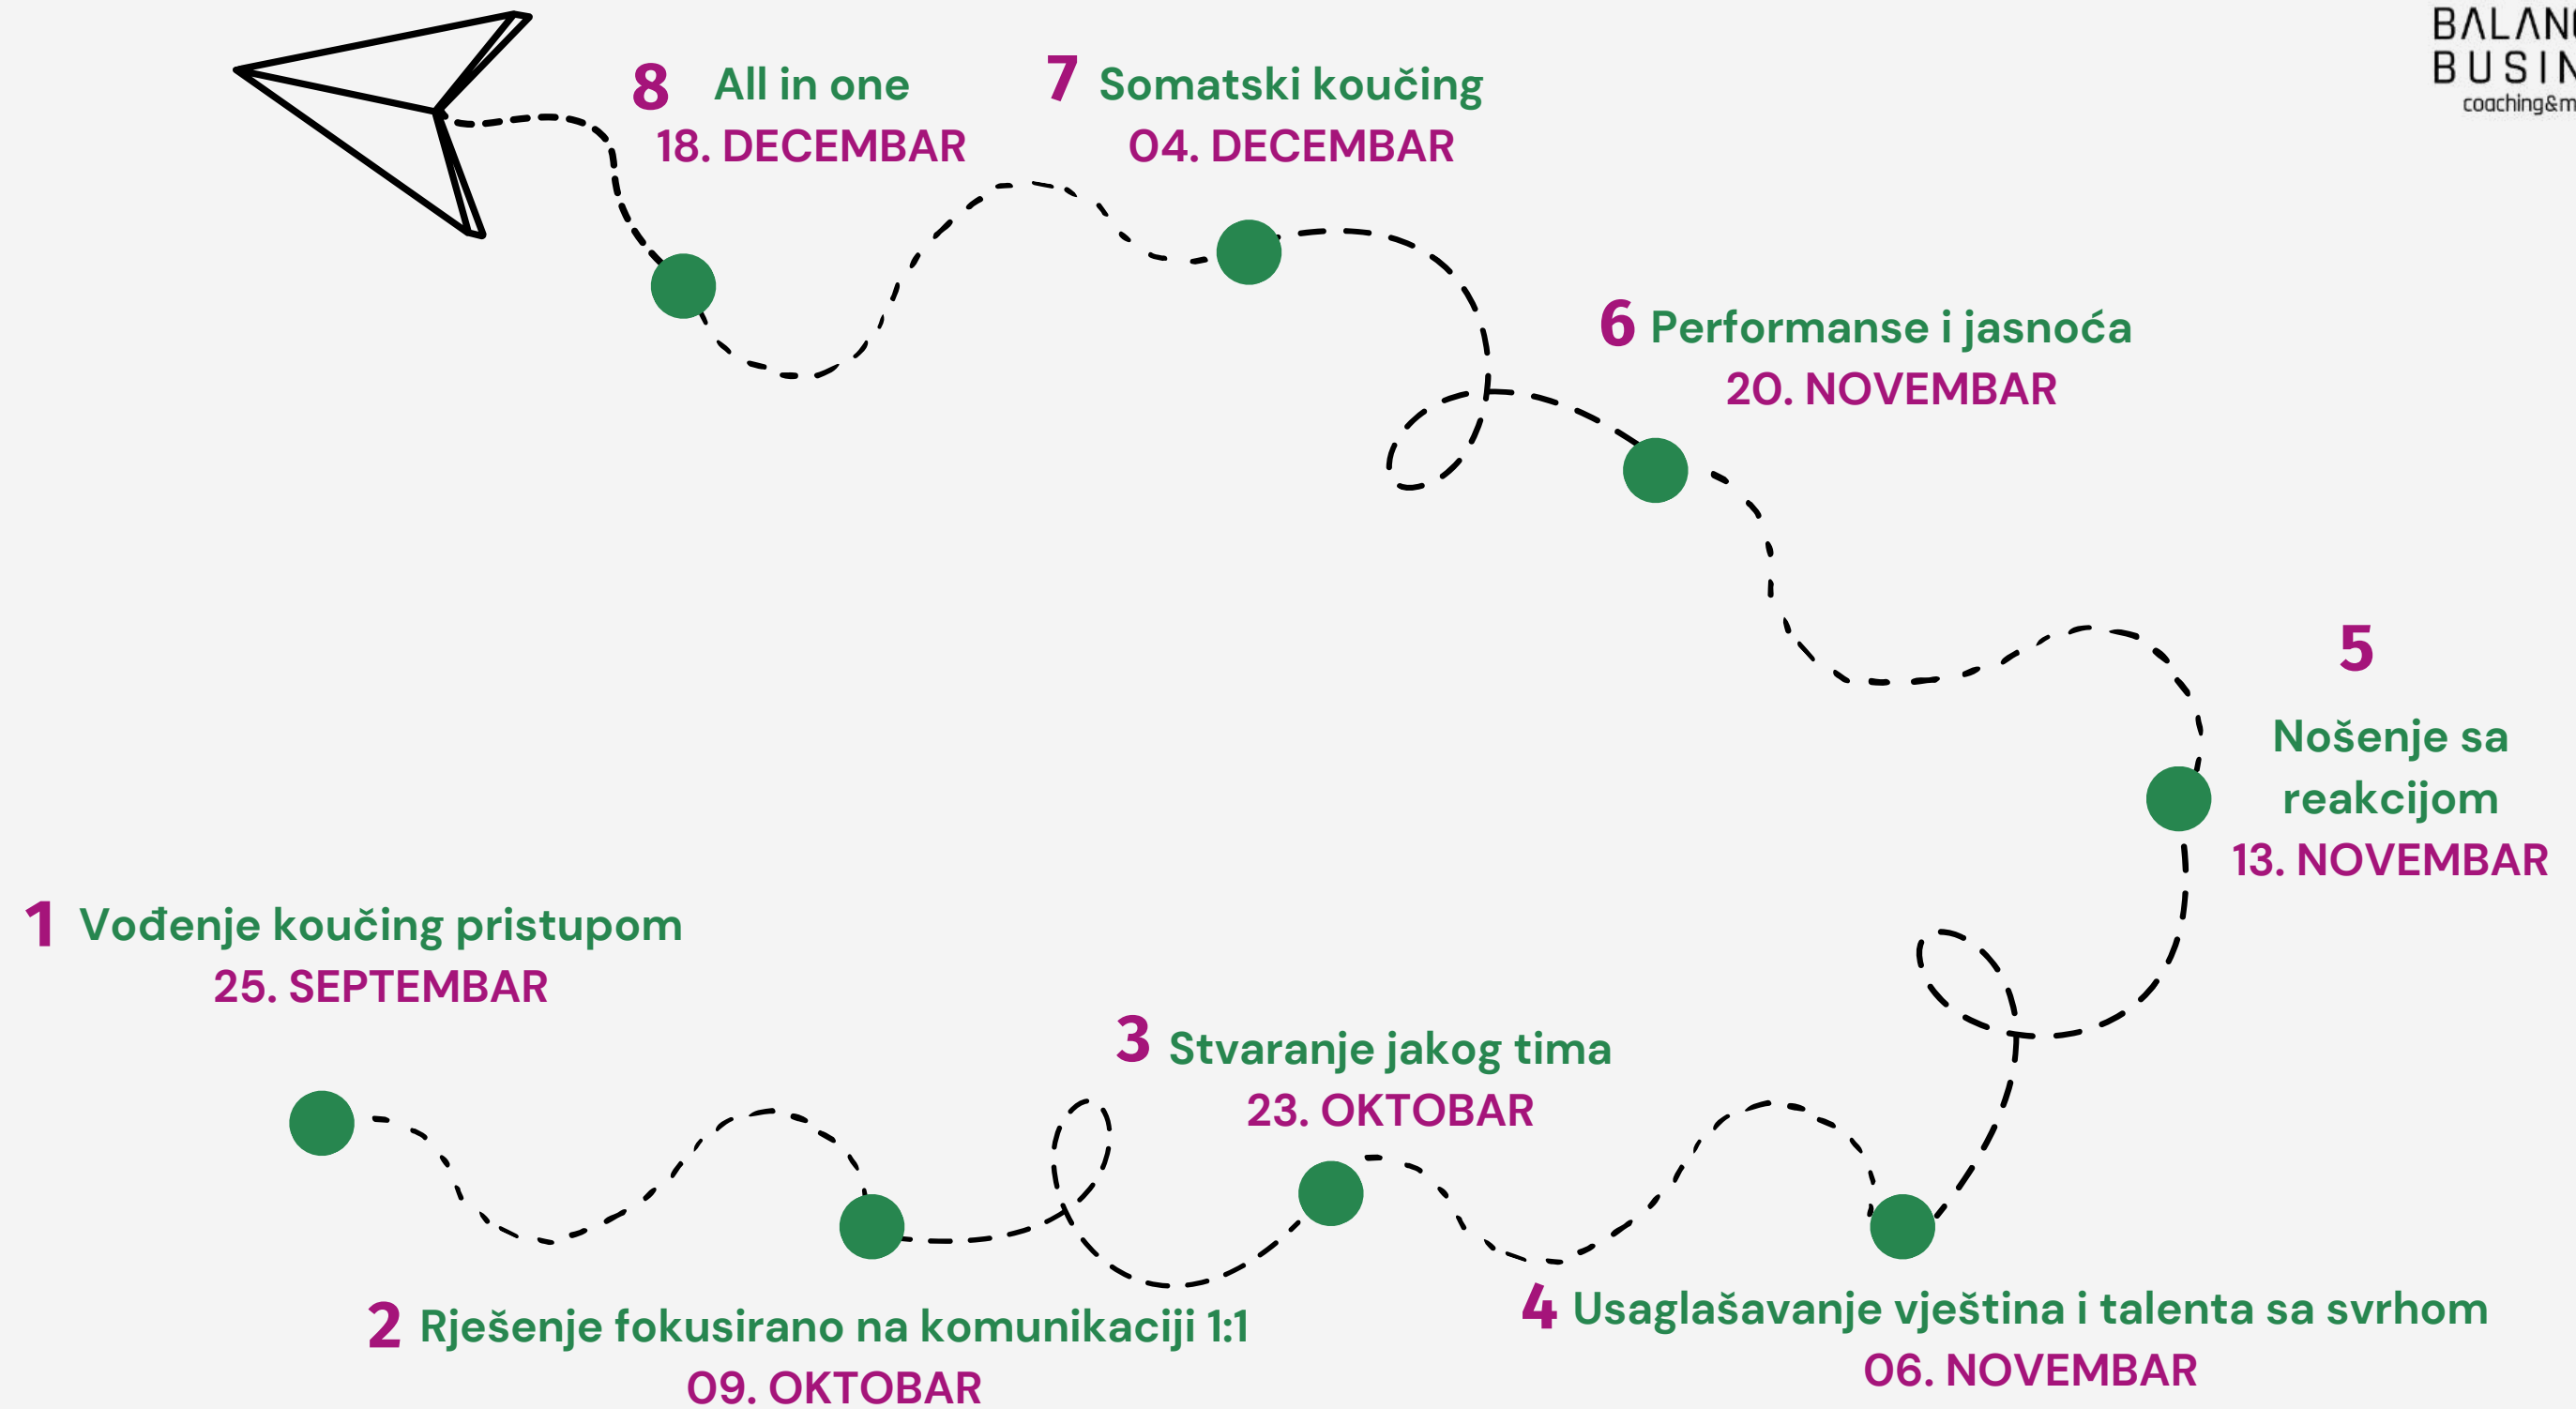 8 All in one
18. DECEMBAR
7 Somatski koučing
04. DECEMBAR
BUSIN
6 Performanse i jasnoća
20. NOVEMBAR
5
Nošenje sa
reakcijom
13. NOVEMBAR
1 Vođenje koučing pristupom
25. SEPTEMBAR
3 Stvaranje jakog tima
23. OKTOBAR
2 Rješenje fokusirano na komunikaciji 1:1
09. OKTOBAR
4 Usaglašavanje vještina i talenta sa svrhom
06. NOVEMBAR